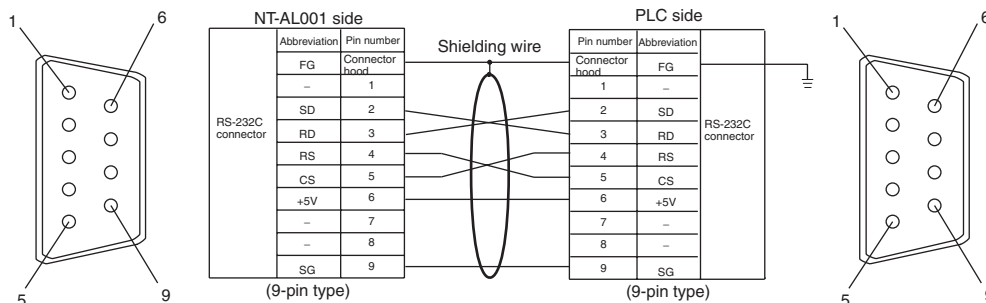 NT-AL001 side
PLC side
Shielding wire
1
6
5
9
RS-232C connector
Abbreviation Pin number
FG Connector hood
– 1
SD 2
RD 3
RS 4
CS 5
+5V 6
– 7
– 8
SG 9
(9-pin type)
Pin number Abbreviation
Connector hood FG
1 –
2 SD
3 RD
4 RS
5 CS
6 +5V
7 –
8 –
9 SG
RS-232C connector
(9-pin type)
1
6
5